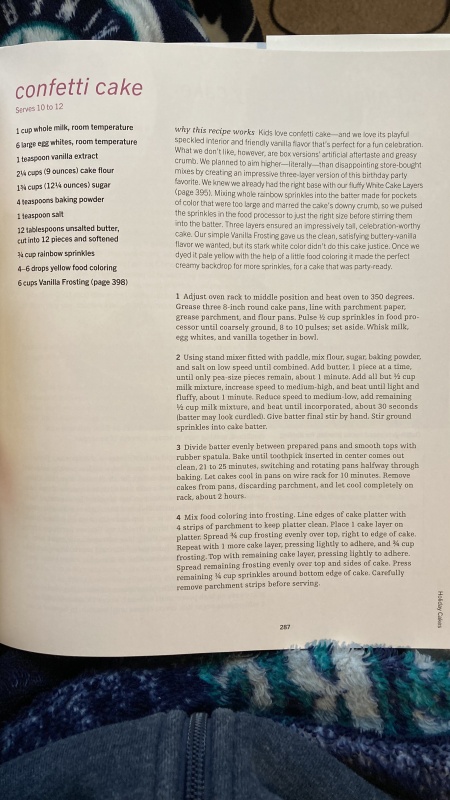 confetti cake
Serves 10 to 12
1 cup whole milk, room temperature
6 large egg whites, room temperature
1 teaspoon vanilla extract
2¼ cups (9 ounces) cake flour
1¾ cups (12¼ ounces) sugar
4 teaspoons baking powder
1 teaspoon salt
12 tablespoons unsalted butter,
cut into 12 pieces and softened
¾ cup rainbow sprinkles
4–6 drops yellow food coloring
6 cups Vanilla Frosting (page 398)
why this recipe works Kids love confetti cake—and we love its playful
speckled interior and friendly vanilla flavor that's perfect for a fun celebration.
What we don't like, however, are box versions' artificial aftertaste and greasy
crumb. We planned to aim higher—literally—than disappointing store-bought
mixes by creating an impressive three-layer version of this birthday party
favorite. We knew we already had the right base with our fluffy White Cake Layers
(page 395). Mixing whole rainbow sprinkles into the batter made for pockets
of color that were too large and marred the cake's downy crumb, so we pulsed
the sprinkles in the food processor to just the right size before stirring them
into the batter. Three layers ensured an impressively tall, celebration-worthy
cake. Our simple Vanilla Frosting gave us the clean, satisfying buttery-vanilla
flavor we wanted, but its stark white color didn't do this cake justice. Once we
dyed it pale yellow with the help of a little food coloring it made the perfect
creamy backdrop for more sprinkles, for a cake that was party-ready.
1 Adjust oven rack to middle position and heat oven to 350 degrees.
Grease three 8-inch round cake pans, line with parchment paper,
grease parchment, and flour pans. Pulse ½ cup sprinkles in food pro-
cessor until coarsely ground, 8 to 10 pulses; set aside. Whisk milk,
egg whites, and vanilla together in bowl.
2 Using stand mixer fitted with paddle, mix flour, sugar, baking powder,
and salt on low speed until combined. Add butter, 1 piece at a time,
until only pea-size pieces remain, about 1 minute. Add all but ½ cup
milk mixture, increase speed to medium-high, and beat until light and
fluffy, about 1 minute. Reduce speed to medium-low, add remaining
½ cup milk mixture, and beat until incorporated, about 30 seconds
(batter may look curdled). Give batter final stir by hand. Stir ground
sprinkles into cake batter.
3 Divide batter evenly between prepared pans and smooth tops with
rubber spatula. Bake until toothpick inserted in center comes out
clean, 21 to 25 minutes, switching and rotating pans halfway through
baking. Let cakes cool in pans on wire rack for 10 minutes. Remove
cakes from pans, discarding parchment, and let cool completely on
rack, about 2 hours.
4 Mix food coloring into frosting. Line edges of cake platter with
4 strips of parchment to keep platter clean. Place 1 cake layer on
platter. Spread ¾ cup frosting evenly over top, right to edge of cake.
Repeat with 1 more cake layer, pressing lightly to adhere, and ¾ cup
frosting. Top with remaining cake layer, pressing lightly to adhere.
Spread remaining frosting evenly over top and sides of cake. Press
remaining ¼ cup sprinkles around bottom edge of cake. Carefully
remove parchment strips before serving.
287
Holiday Cakes